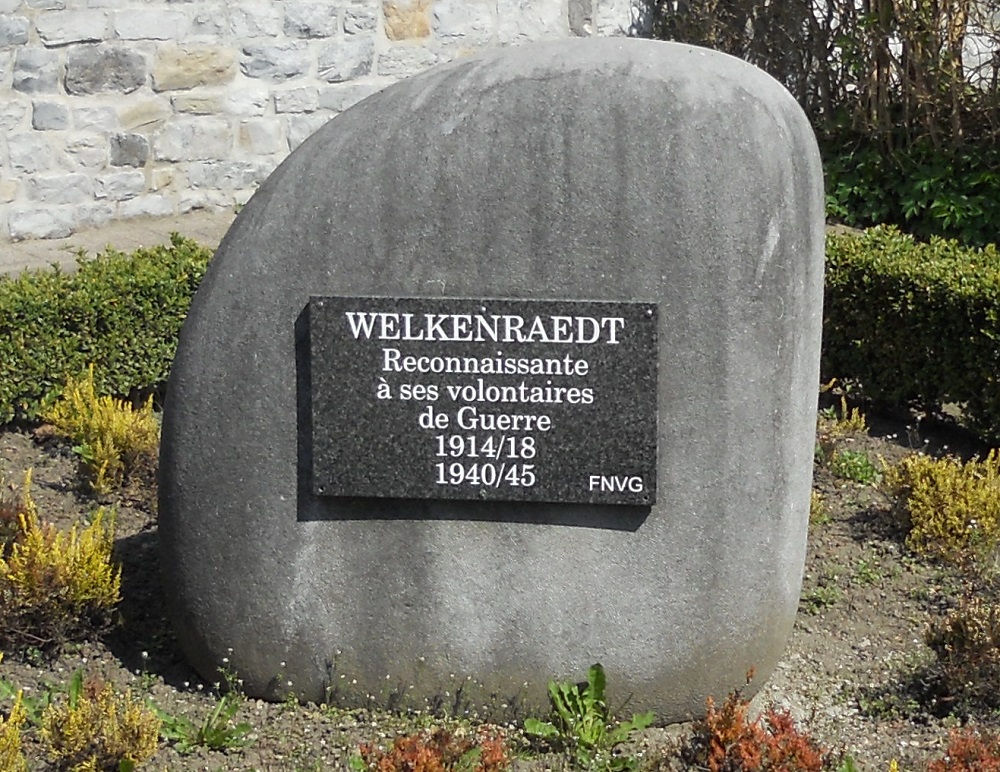 WELKENRAEDT
Reconnaissante
à ses volontaires
de Guerre
1914/18
1940/45
FNVG